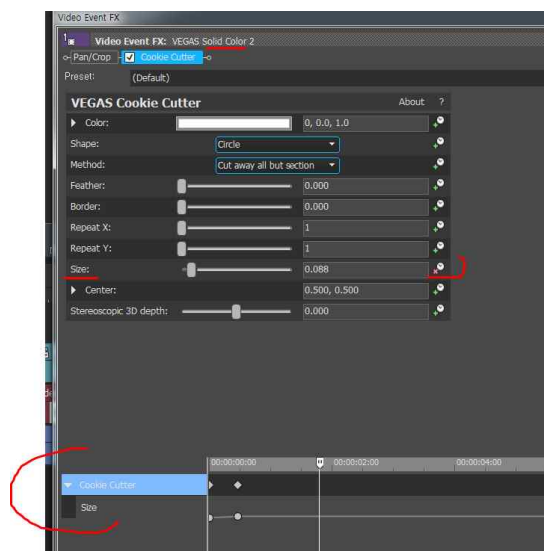 Video Event FX
Video Event FX: VEGAS Solid Color 2
Pan/Crop Cookie Cutter
Preset: (Default)
VEGAS Cookie Cutter About ?
Color: 0, 0.0, 1.0
Shape: Circle
Method: Cut away all but section
Feather: 0.000
Border: 0.000
Repeat X: 1
Repeat Y: 1
Size: 0.088
Center: 0.500, 0.500
Stereoscopic 3D depth: 0.000
00:00:00:00 00:00:02:00 00:00:04:00
Cookie Cutter
Size